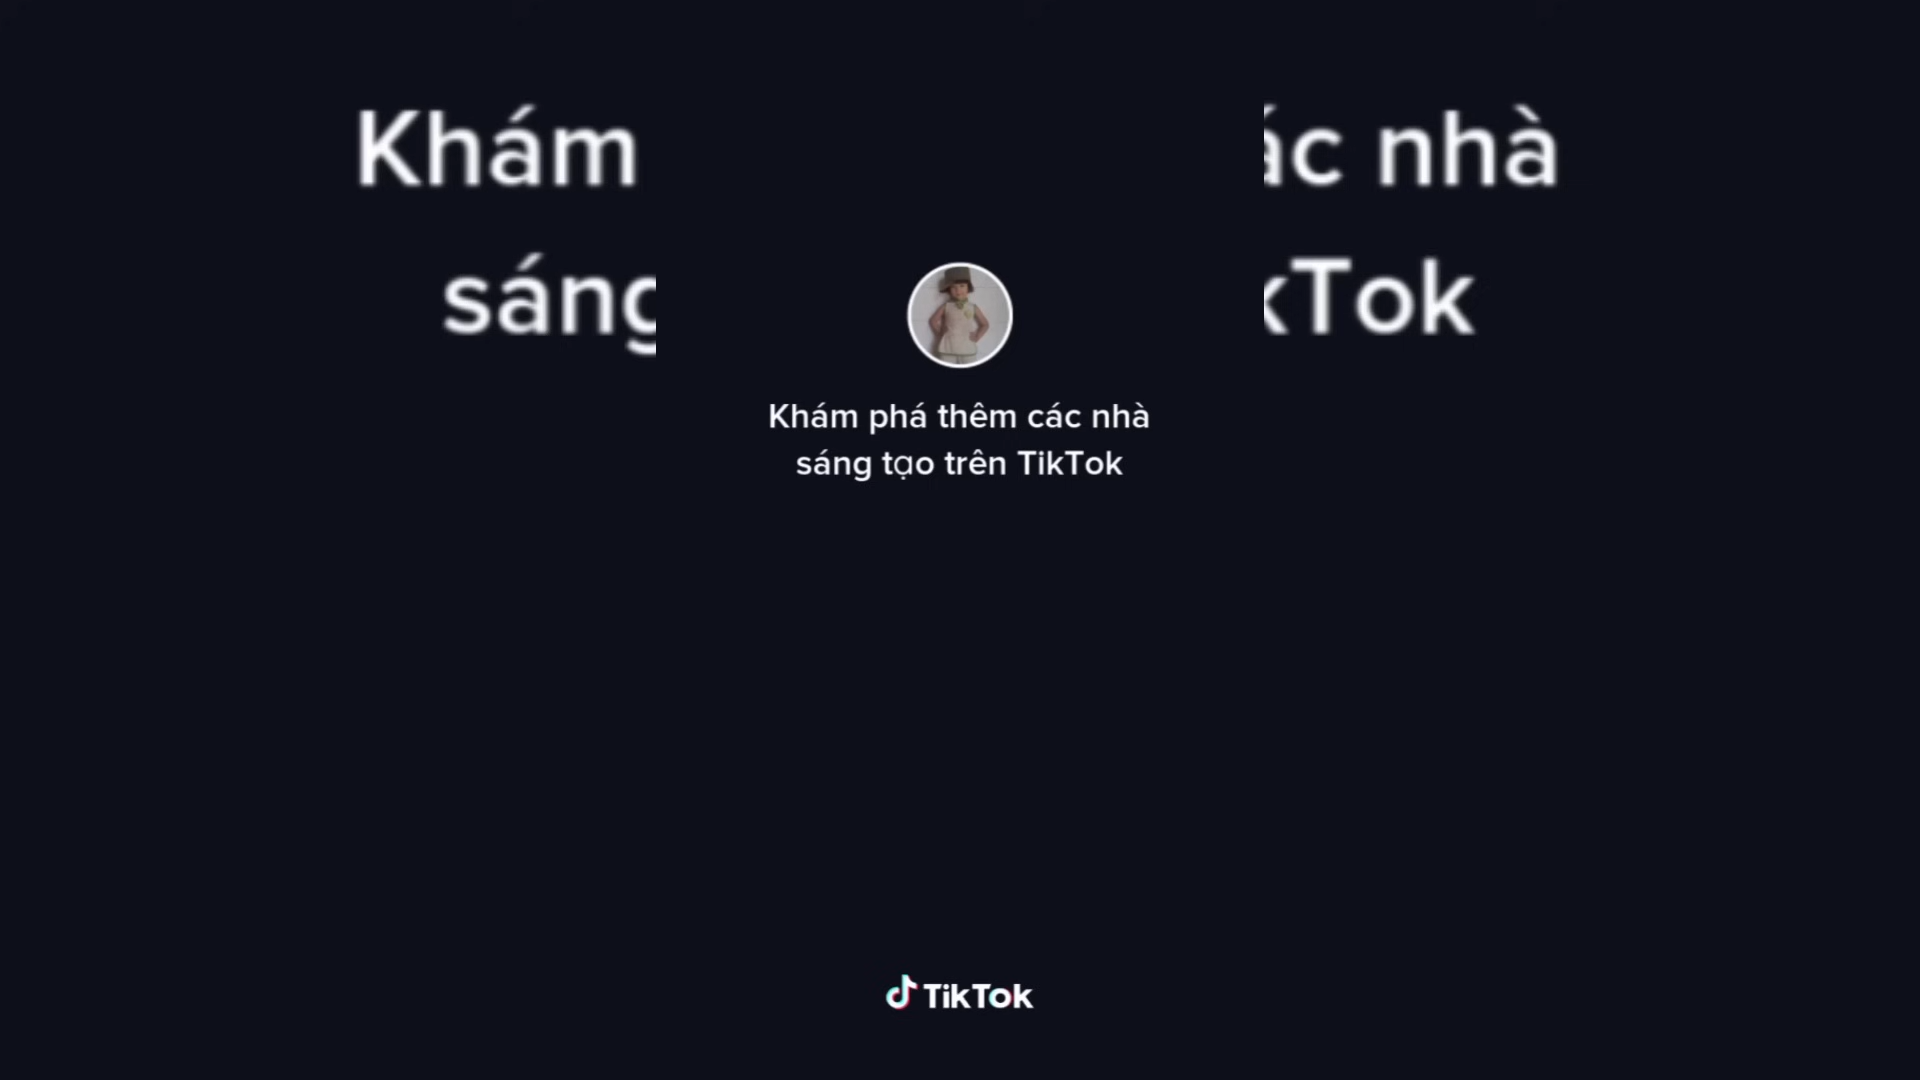 Khám ác nhà
sáng kTok
Khám phá thêm các nhà
sáng tạo trên TikTok
TikTok